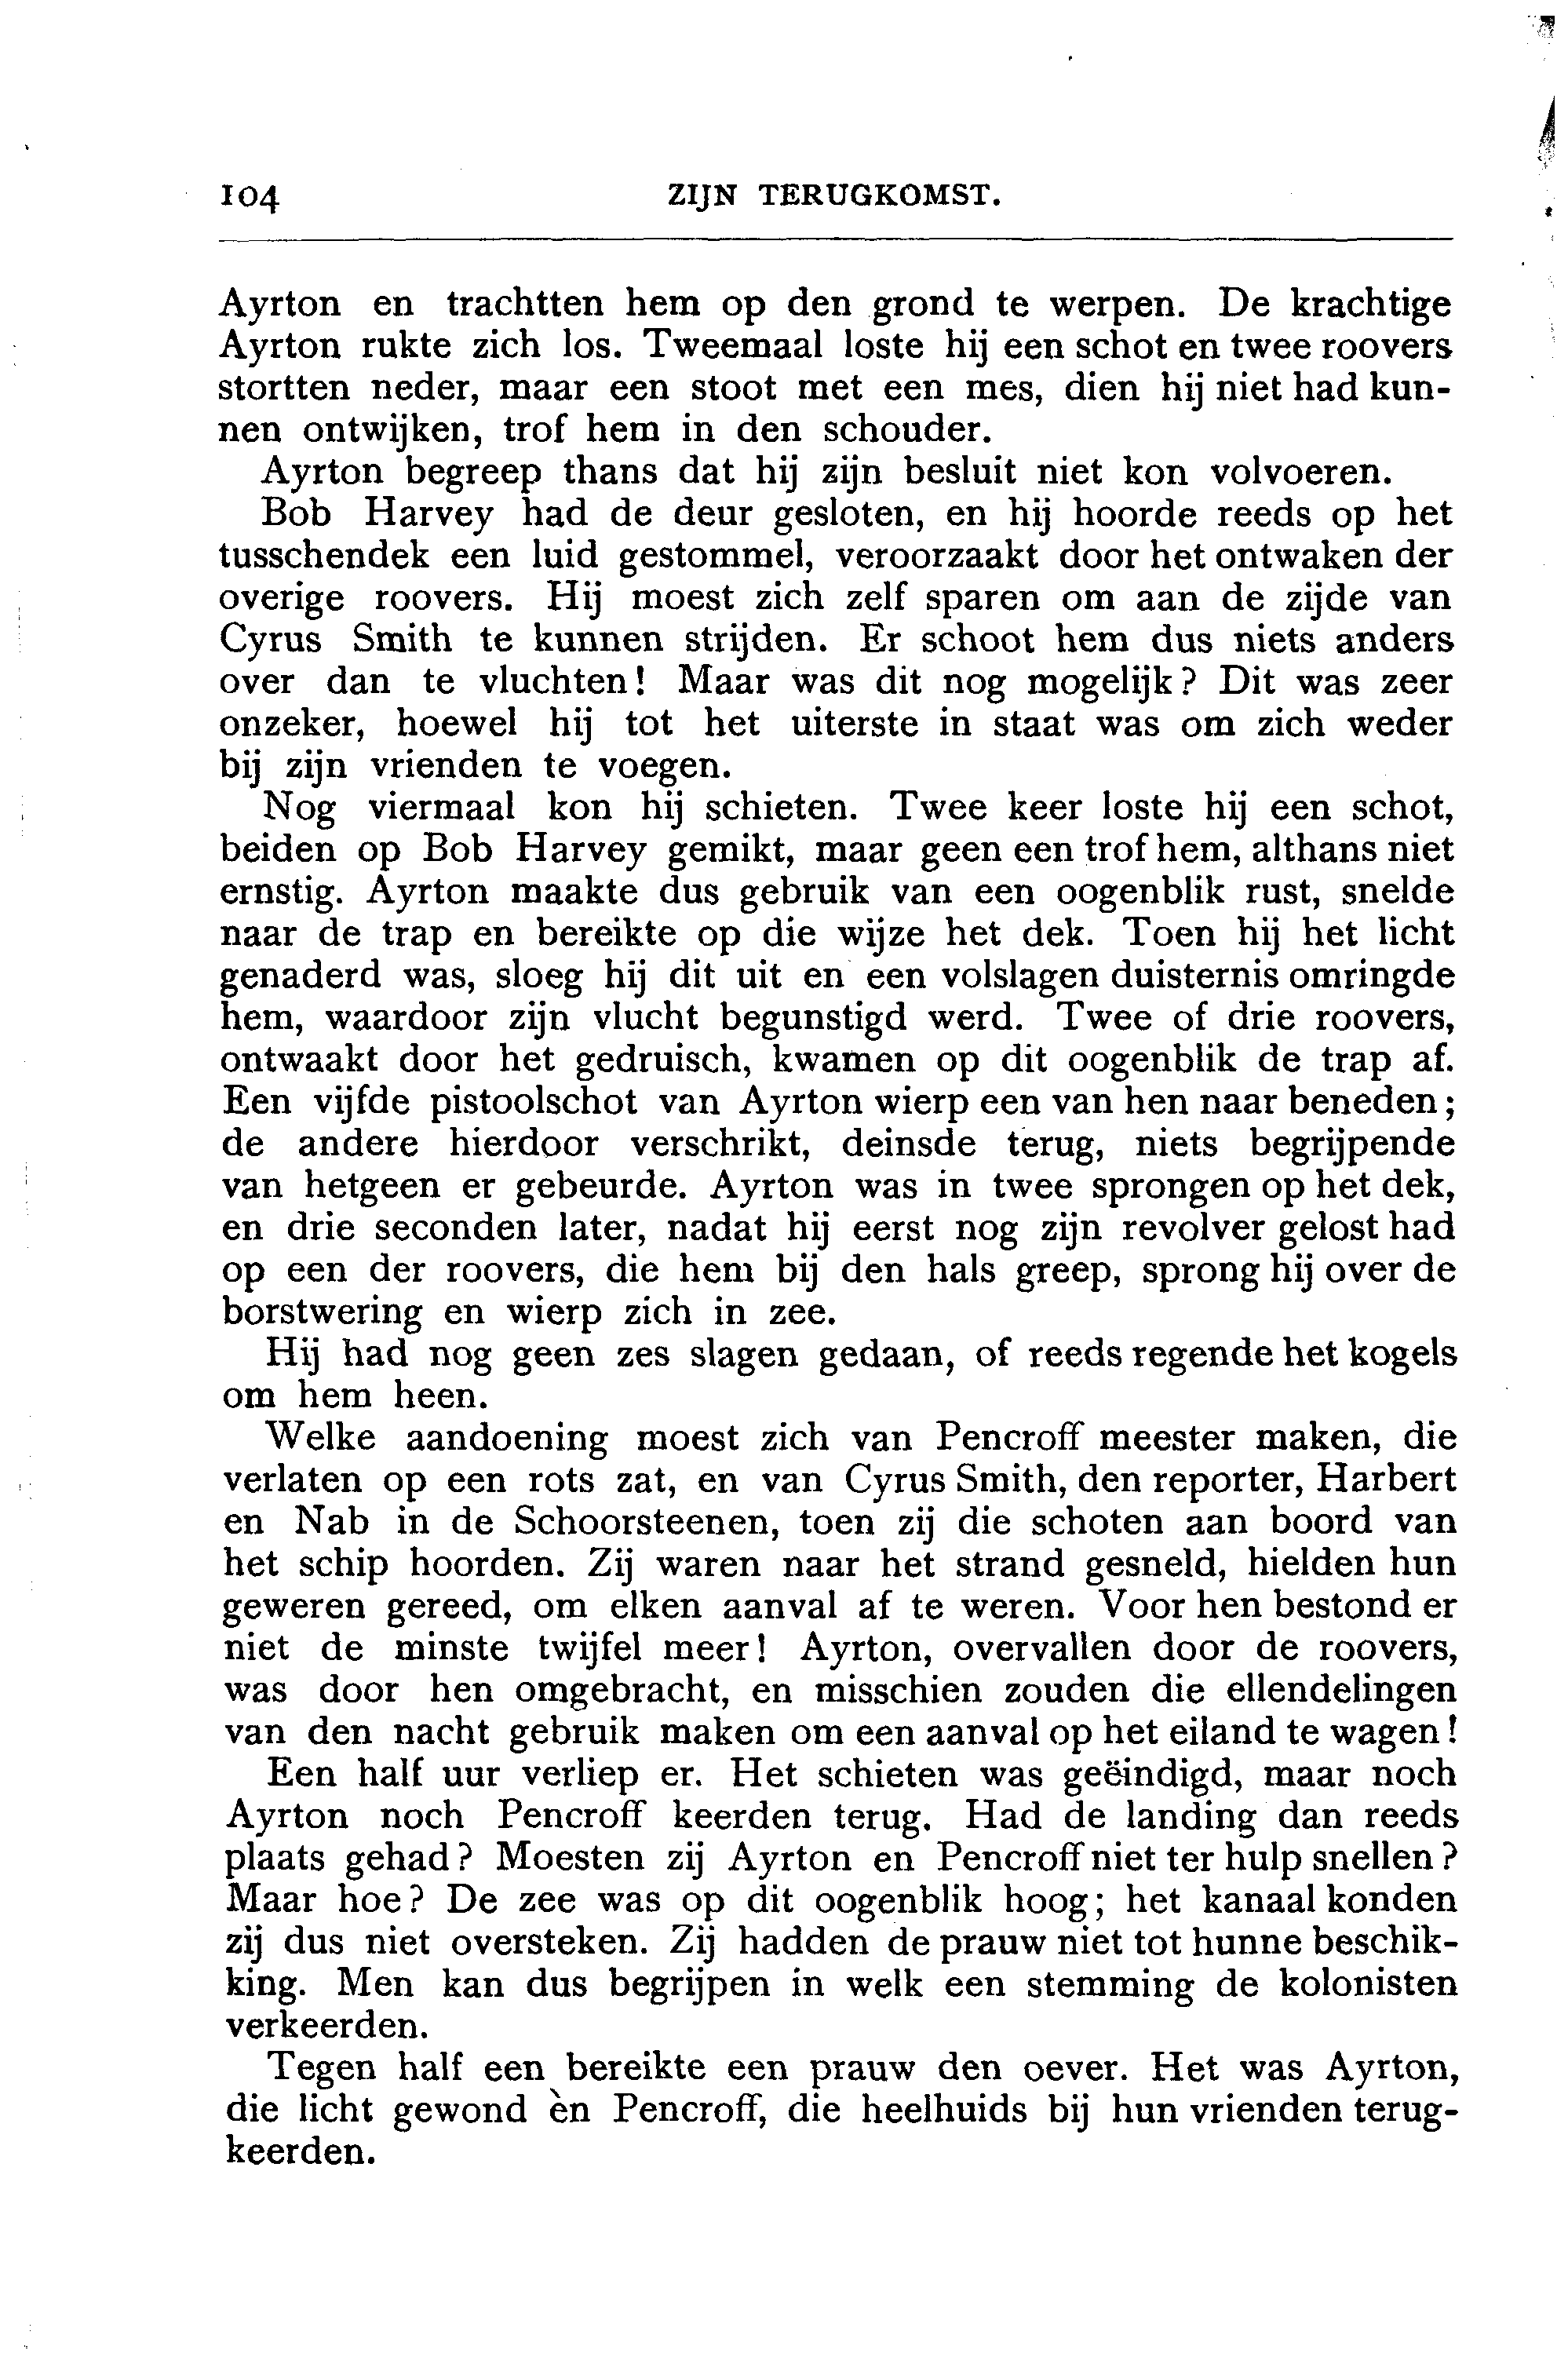 104 ZIJN TERUGKOMST.
Ayrton en trachtten hem op den grond te werpen. De krachtige
Ayrton rukte zich los. Tweemaal loste hij een schot en twee roovers
stortten neder, maar een stoot met een mes, dien hij niet had kun-
nen ontwijken, trof hem in den schouder.
Ayrton begreep thans dat hij zijn besluit niet kon volvoeren.
Bob Harvey had de deur gesloten, en hij hoorde reeds op het
tusschendek een luid gestommel, veroorzaakt door het ontwaken der
overige roovers. Hij moest zich zelf sparen om aan de zijde van
Cyrus Smith te kunnen strijden. Er schoot hem dus niets anders
over dan te vluchten! Maar was dit nog mogelijk? Dit was zeer
onzeker, hoewel hij tot het uiterste in staat was om zich weder
bij zijn vrienden te voegen.
Nog viermaal kon hij schieten. Twee keer loste hij een schot,
beiden op Bob Harvey gemikt, maar geen een trof hem, althans niet
ernstig. Ayrton maakte dus gebruik van een oogenblik rust, snelde
naar de trap en bereikte op die wijze het dek. Toen hij het licht
genaderd was, sloeg hij dit uit en een volslagen duisternis omringde
hem, waardoor zijn vlucht begunstigd werd. Twee of drie roovers,
ontwaakt door het gedruisch, kwamen op dit oogenblik de trap af.
Een vijfde pistoolschot van Ayrton wierp een van hen naar beneden;
de andere hierdoor verschrikt, deinsde terug, niets begrijpende
van hetgeen er gebeurde. Ayrton was in twee sprongen op het dek,
en drie seconden later, nadat hij eerst nog zijn revolver gelost had
op een der roovers, die hem bij den hals greep, sprong hij over de
borstwering en wierp zich in zee.
Hij had nog geen zes slagen gedaan, of reeds regende het kogels
om hem heen.
Welke aandoening moest zich van Pencroff meester maken, die
verlaten op een rots zat, en van Cyrus Smith, den reporter, Harbert
en Nab in de Schoorsteenen, toen zij die schoten aan boord van
het schip hoorden. Zij waren naar het strand gesneld, hielden hun
geweren gereed, om elken aanval af te weren. Voor hen bestond er
niet de minste twijfel meer! Ayrton, overvallen door de roovers,
was door hen omgebracht, en misschien zouden die ellendelingen
van den nacht gebruik maken om een aanval op het eiland te wagen!
Een half uur verliep er. Het schieten was geëindigd, maar noch
Ayrton noch Pencroff keerden terug. Had de landing dan reeds
plaats gehad? Moesten zij Ayrton en Pencroff niet ter hulp snellen?
Maar hoe? De zee was op dit oogenblik hoog; het kanaal konden
zij dus niet oversteken. Zij hadden de prauw niet tot hunne beschik-
king. Men kan dus begrijpen in welk een stemming de kolonisten
verkeerden.
Tegen half een bereikte een prauw den oever. Het was Ayrton,
die licht gewond èn Pencroff, die heelhuids bij hun vrienden terug-
keerden.